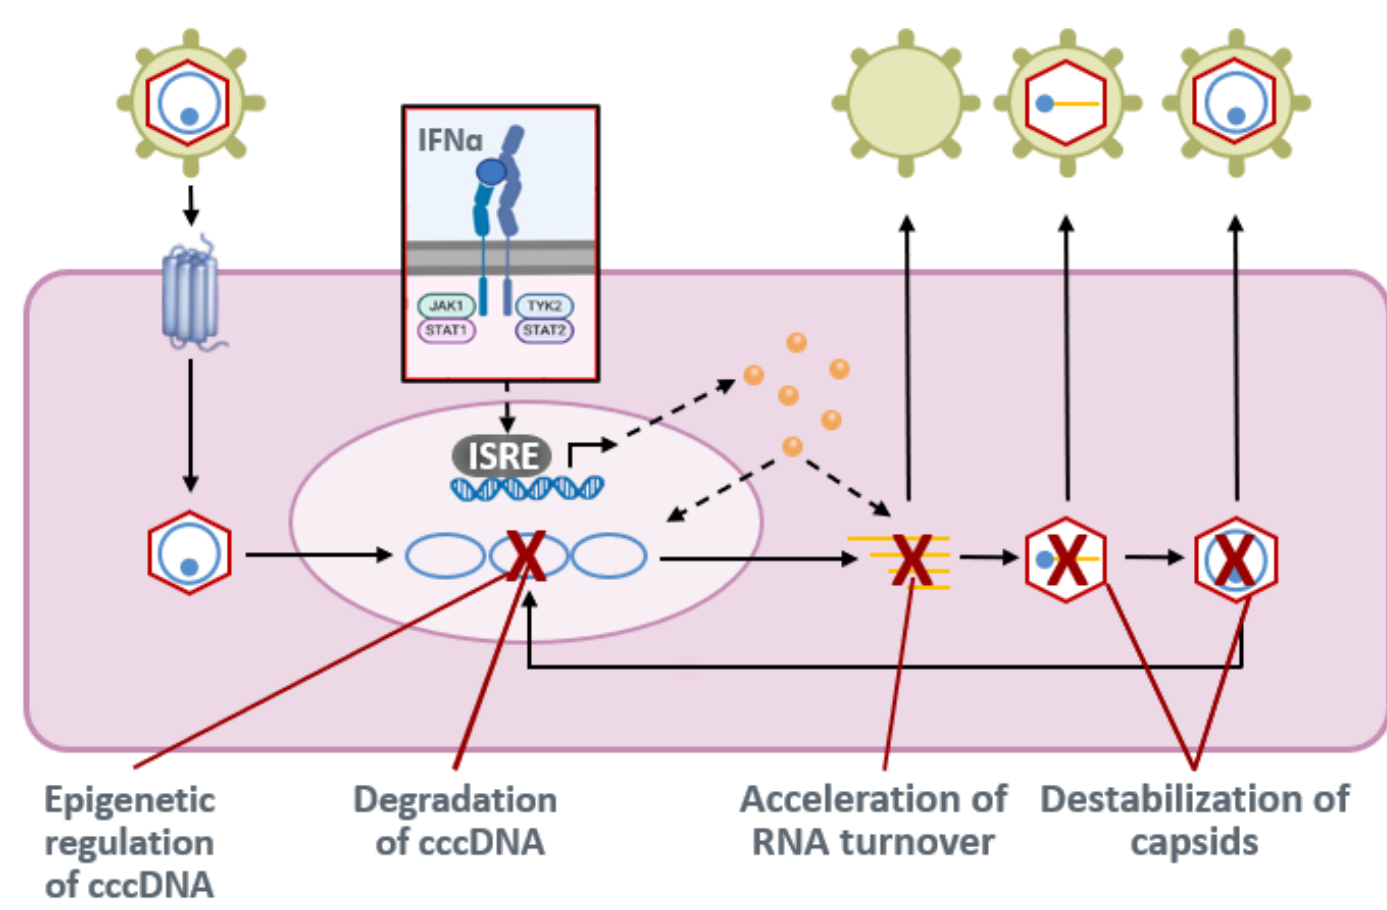 IFNα
JAK1
TYK2
STAT1
STAT2
ISRE
X
X
X
X
Epigenetic
regulation
of cccDNA
Degradation
of cccDNA
Acceleration of
RNA turnover
Destabilization of
capsids